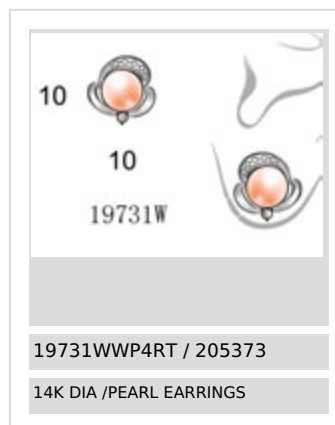 10
10
19731W
19731WWP4RT / 205373
14K DIA /PEARL EARRINGS